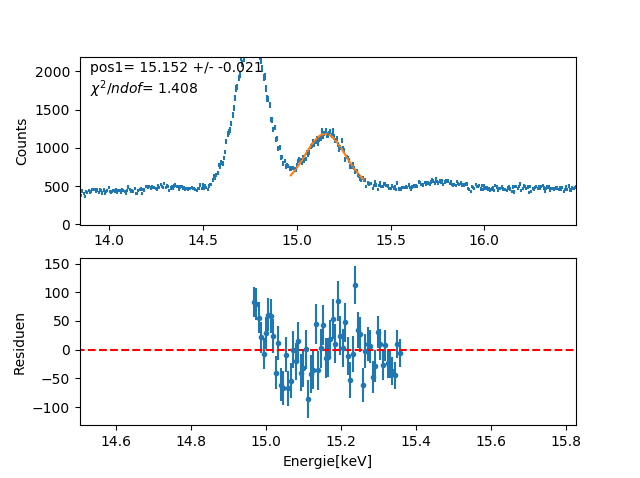 pos1= 15.152 +/- -0.021
χ²/ndof= 1.408
2000
1500
1000
500
0
Counts
14.0 14.5 15.0 15.5 16.0
150
100
50
0
−50
−100
Residuen
14.6 14.8 15.0 15.2 15.4 15.6 15.8
Energie[keV]